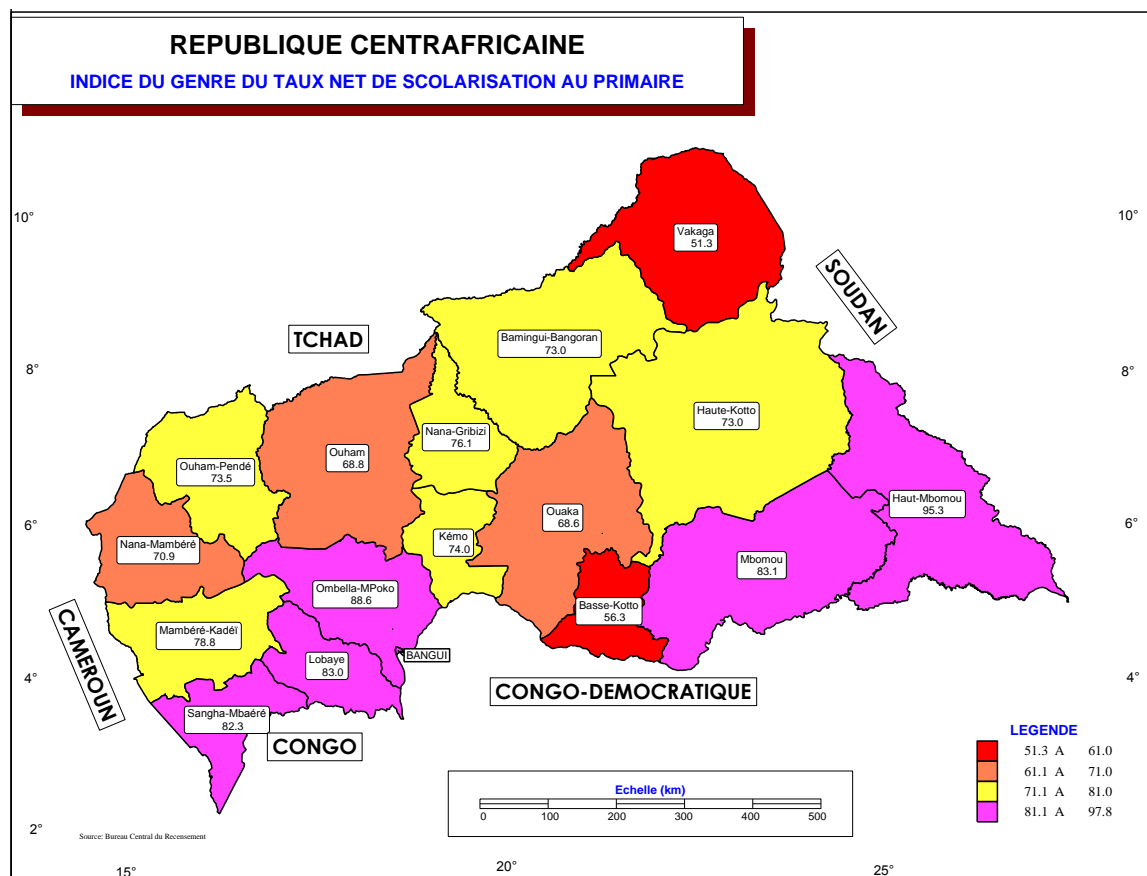 REPUBLIQUE CENTRAFRICAINE
INDICE DU GENRE DU TAUX NET DE SCOLARISATION AU PRIMAIRE
10°
10°
Vakaga
51.3
SOUDAN
TCHAD
Bamingui-Bangoran
73.0
8°
8°
Haute-Kotto
73.0
Nana-Gribizi
76.1
Ouham
68.8
Ouham-Pendé
73.5
Haut-Mbomou
95.3
Ouaka
68.6
6°
6°
Kémo
74.0
Nana-Mambéré
70.9
Mbomou
83.1
Ombella-MPoko
88.6
Basse-Kotto
56.3
CAMEROUN
Mambéré-Kadéï
78.8
Lobaye
83.0
BANGUI
4°
4°
CONGO-DEMOCRATIQUE
Sangha-Mbaéré
82.3
CONGO
LEGENDE
51.3 A 61.0
61.1 A 71.0
71.1 A 81.0
81.1 A 97.8
Echelle (km)
0 100 200 300 400 500
2°
Source: Bureau Central du Recensement
15°
20°
25°